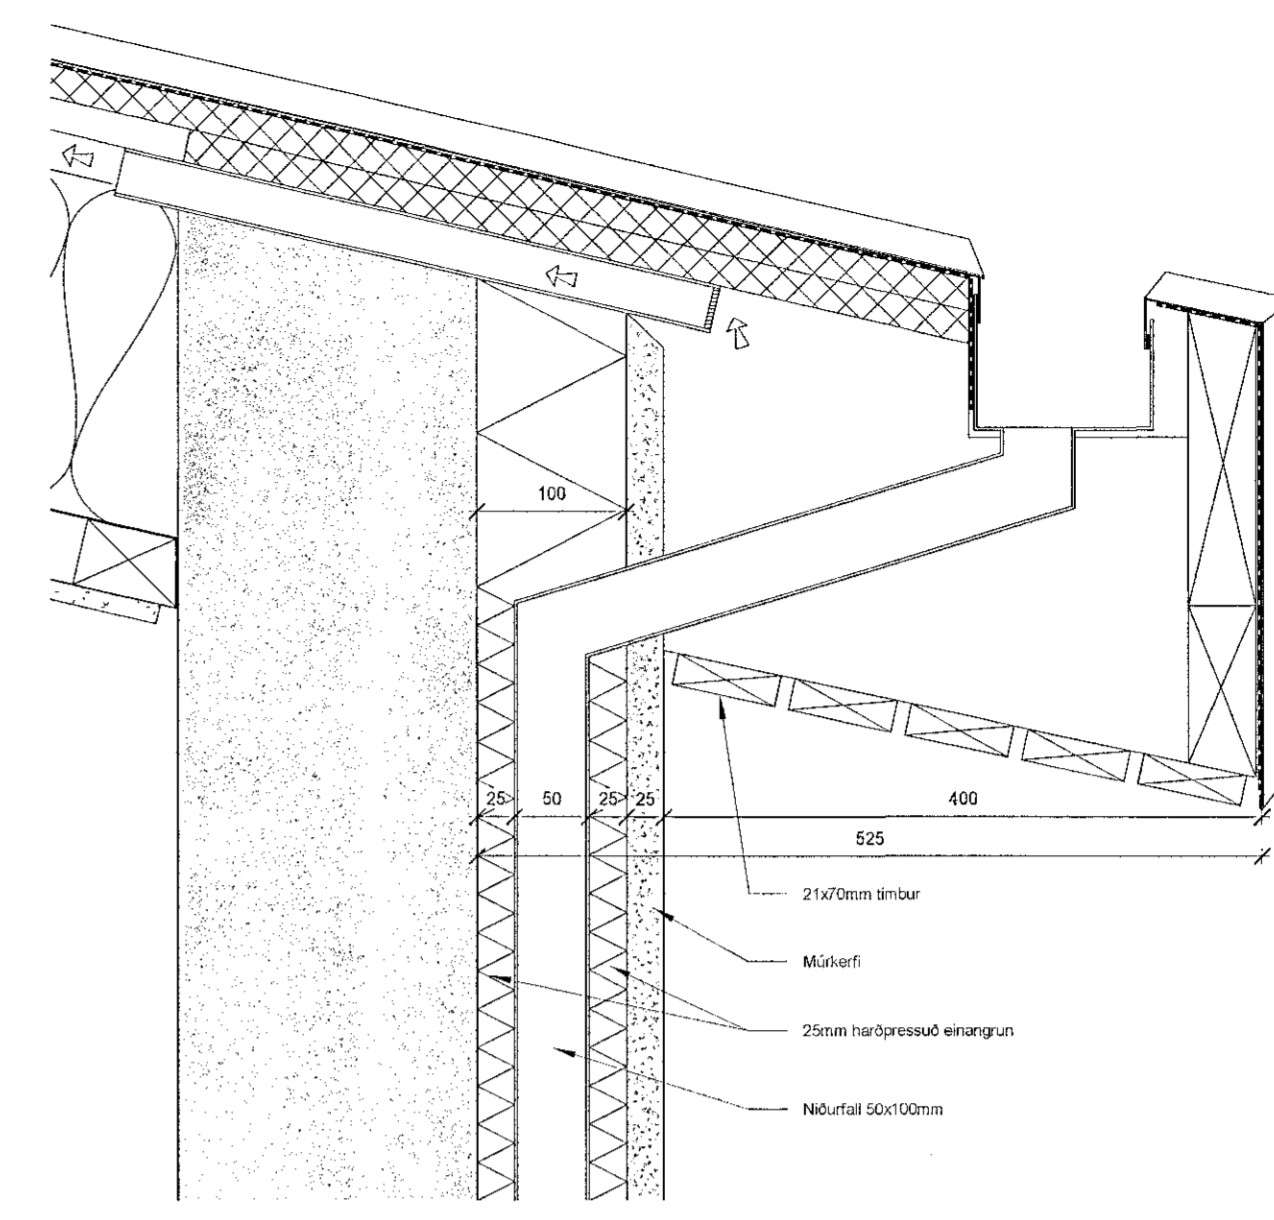 100
25 50 25 25 400
525
21x70mm timbur
Múrkerfi
25mm harðpressuð einangrun
Niðurfall 50x100mm